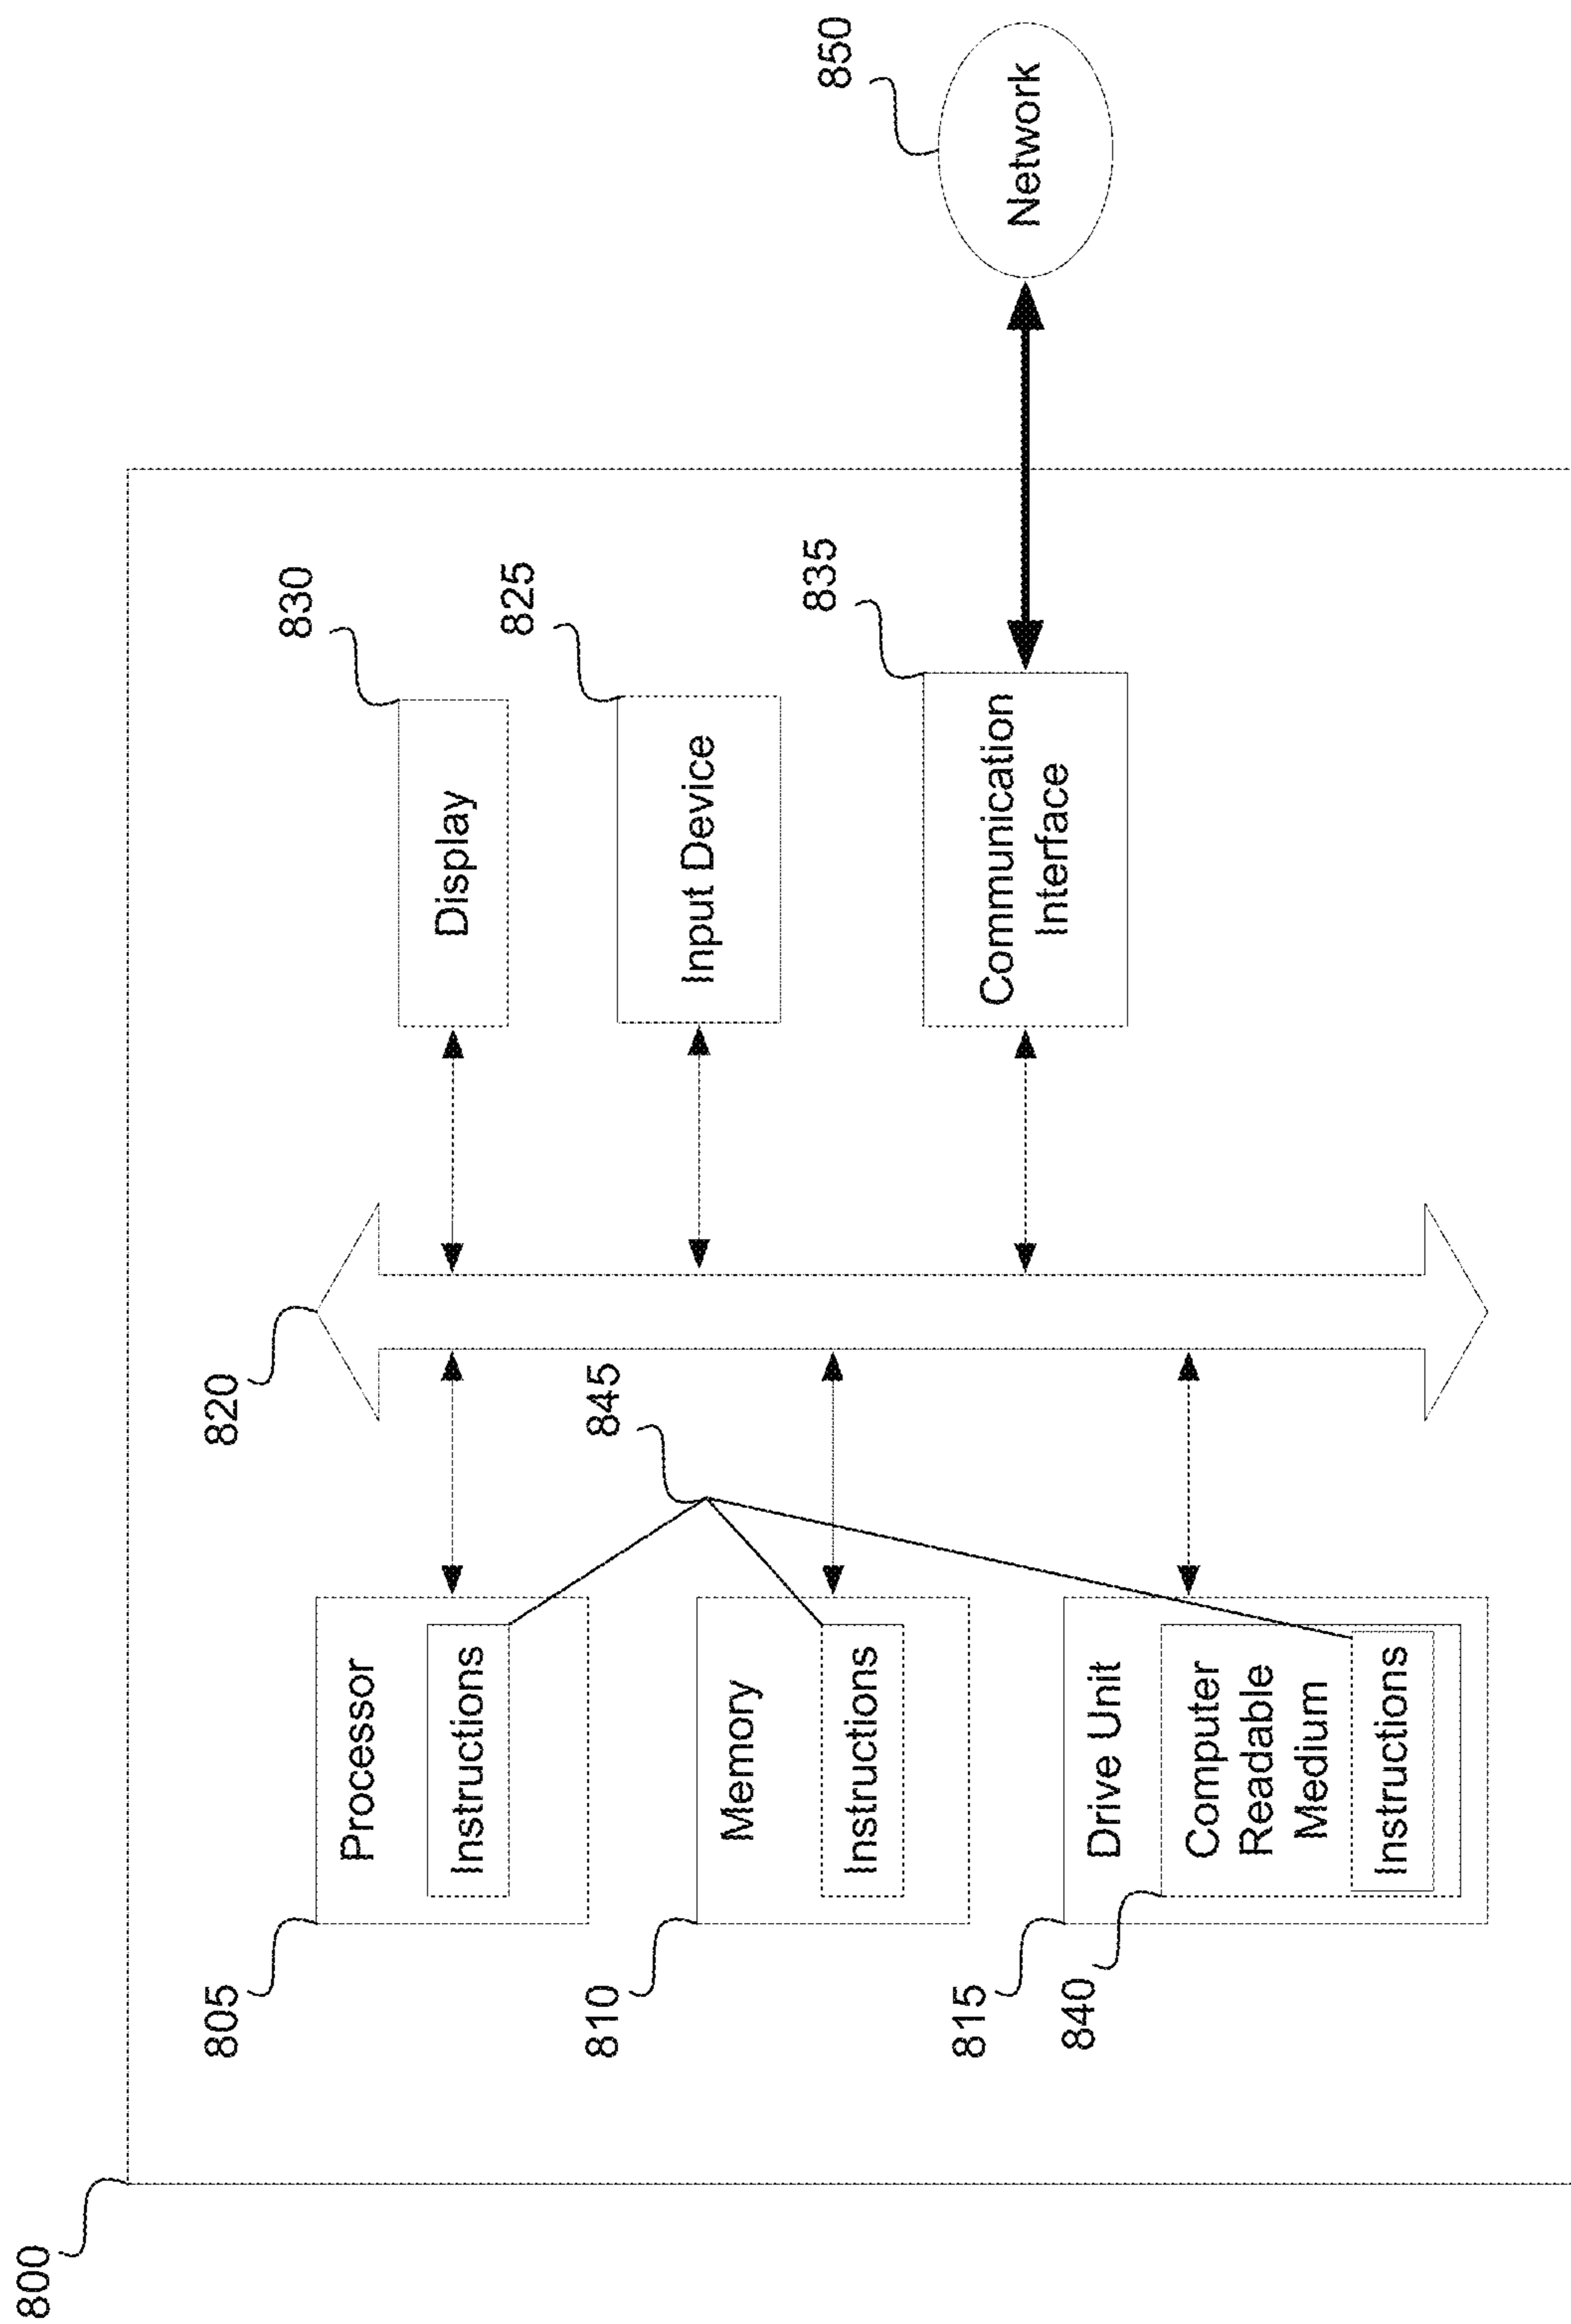 800
805
Processor
Instructions
810
Memory
Instructions
815
Drive Unit
840
Computer
Readable
Medium
Instructions
820
845
830
Display
825
Input Device
835
Communication
Interface
850
Network